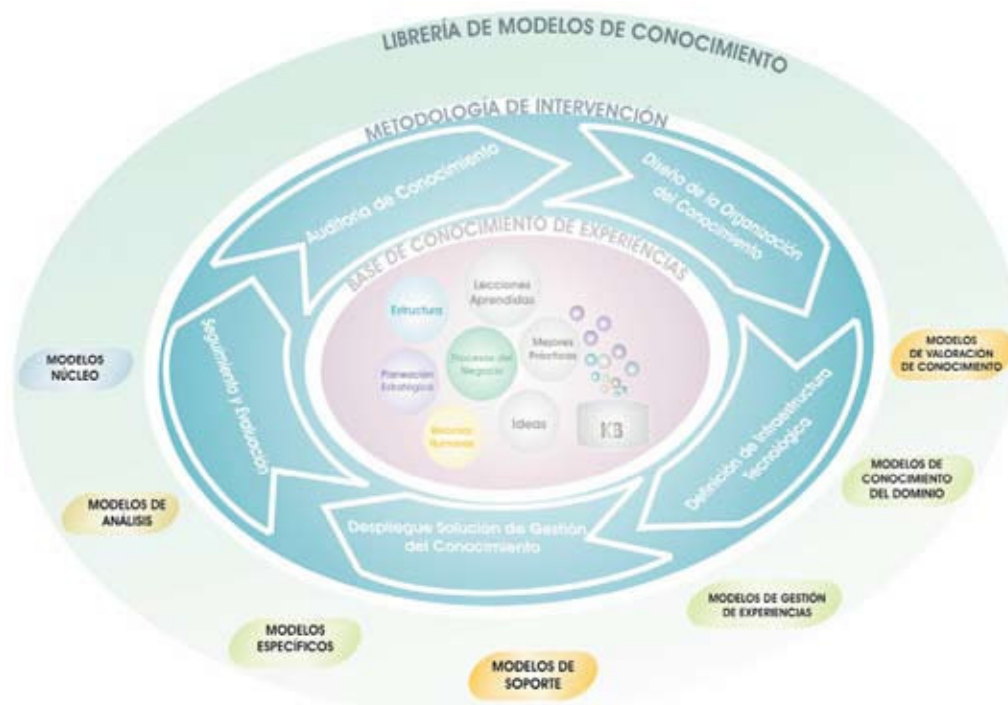 LIBRERÍA DE MODELOS DE CONOCIMIENTO
METODOLOGÍA DE INTERVENCIÓN
Auditoria de Conocimiento
Diseño de la Organización
del Conocimiento
BASE DE CONOCIMIENTO DE EXPERIENCIAS
Lecciones
Aprendidas
Estructura
Mejores
Prácticas
Procesos del
Negocio
Planeación
Estratégica
Ideas
Recursos
Humanos
KB
Seguimiento y Evaluación
Definición de Infraestructura
Tecnológica
Despliegue Solución de Gestión
del Conocimiento
MODELOS
NÚCLEO
MODELOS
DE VALORACIÓN
DE CONOCIMIENTO
MODELOS DE
CONOCIMIENTO
DEL DOMINIO
MODELOS DE
ANÁLISIS
MODELOS DE GESTIÓN
DE EXPERIENCIAS
MODELOS
ESPECÍFICOS
MODELOS DE
SOPORTE